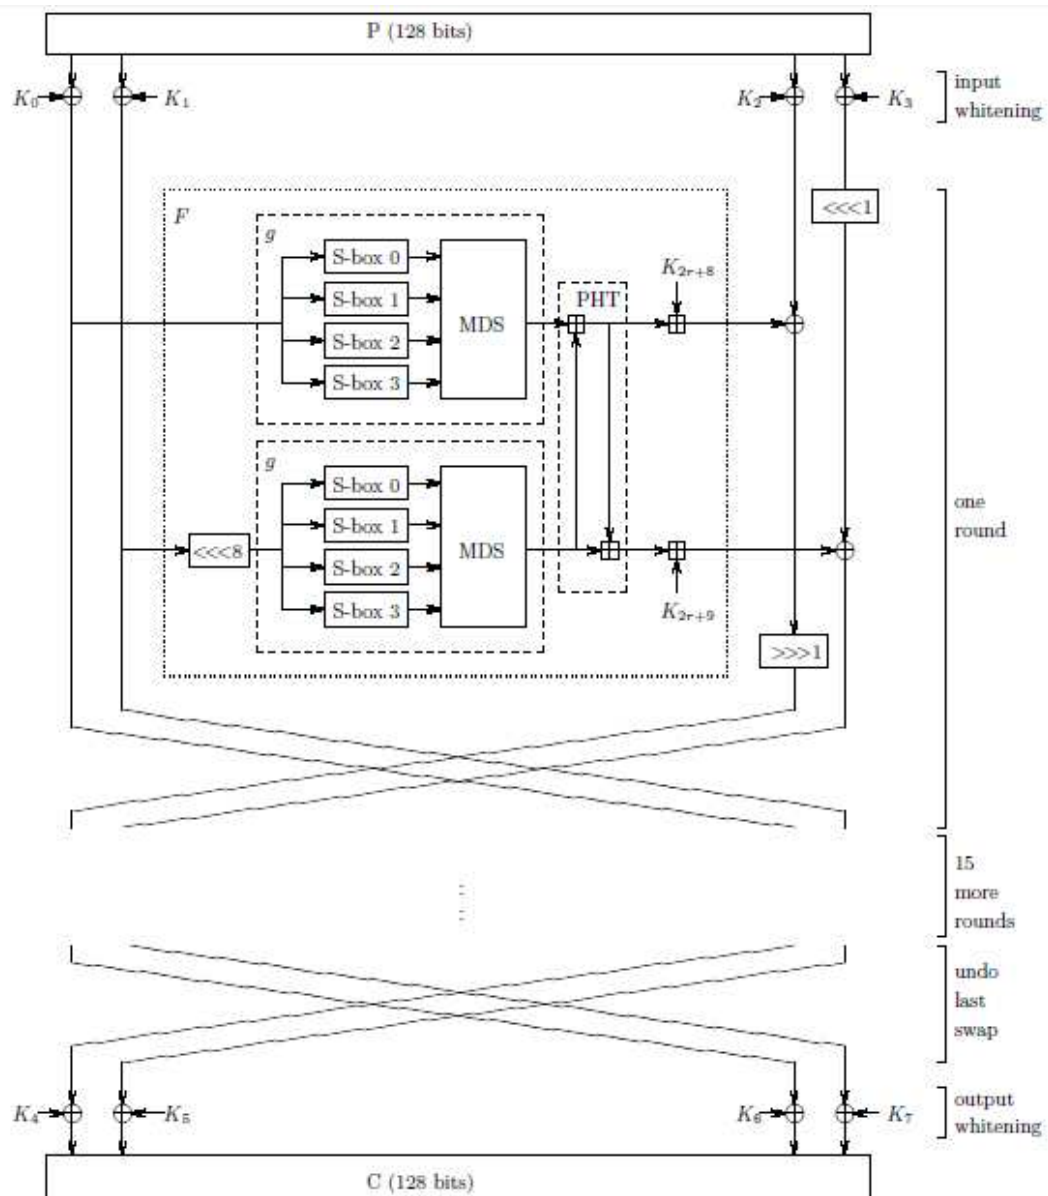 P (128 bits)
K0 K1 K2 K3
input
whitening
<<<1
F
g
S-box 0
S-box 1
S-box 2
S-box 3
MDS
PHT
K2r+8
g
S-box 0
S-box 1
S-box 2
S-box 3
MDS
<<<8
K2r+9
one
round
>>>1
15
more
rounds
undo
last
swap
K4 K5 K6 K7
output
whitening
C (128 bits)